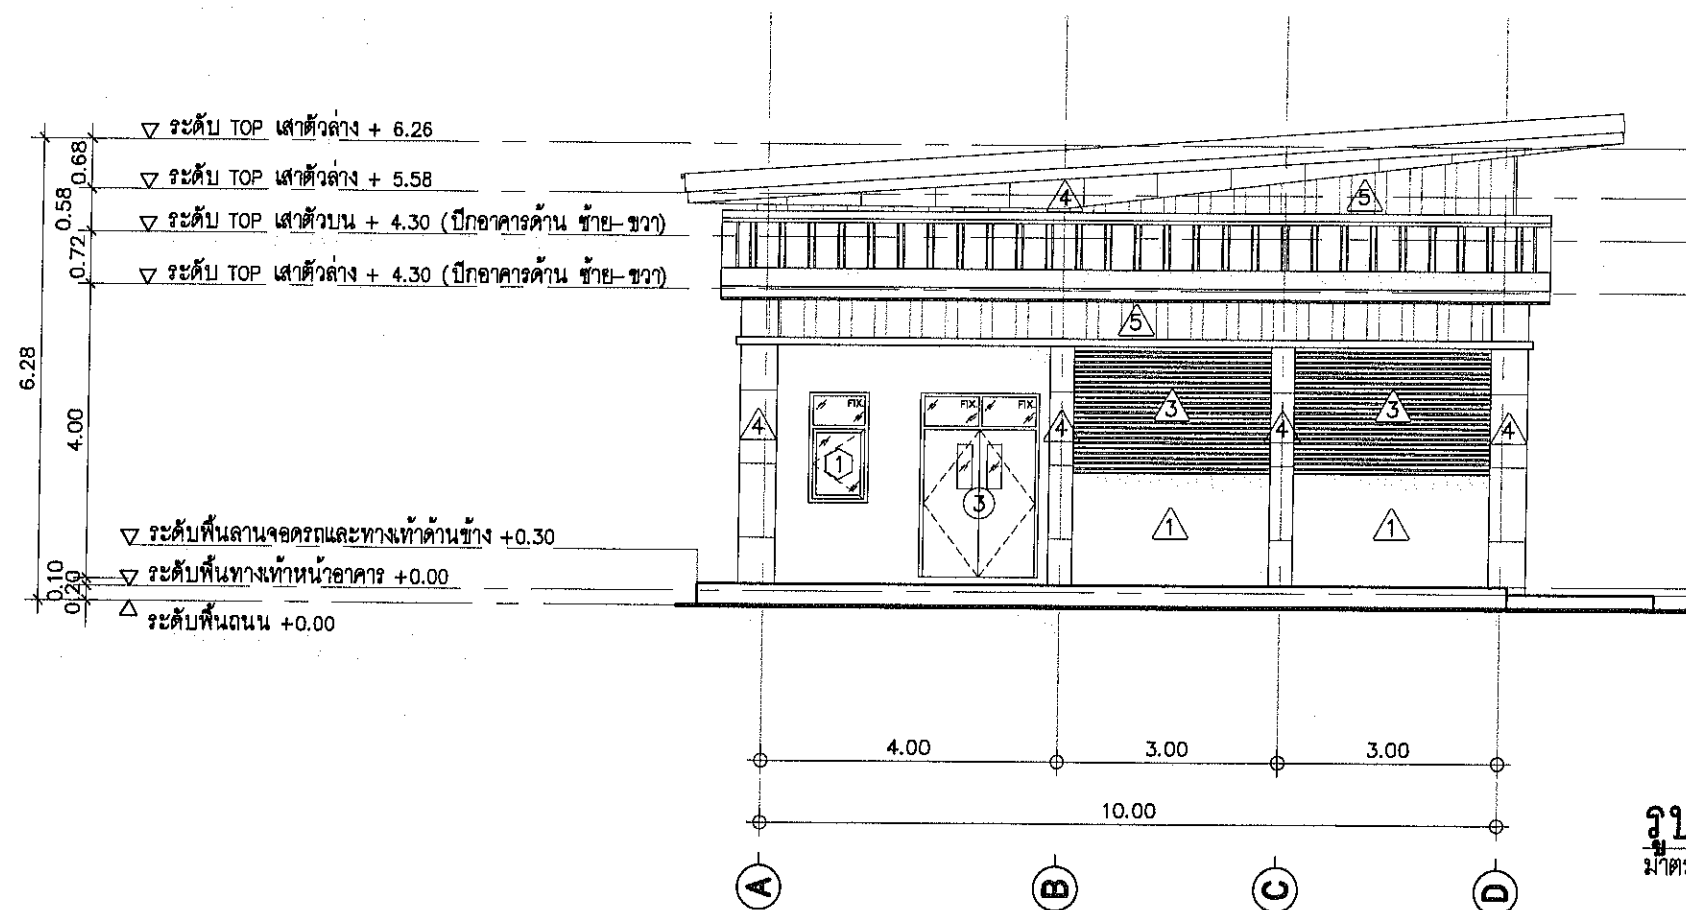 ระดับ TOP เสาตัวล่าง + 6.26
ระดับ TOP เสาตัวล่าง + 5.58
ระดับ TOP เสาตัวบน + 4.30 (ปีกอาคารด้าน ซ้าย-ขวา)
ระดับ TOP เสาตัวล่าง + 4.30 (ปีกอาคารด้าน ซ้าย-ขวา)
0.68
0.58
0.72
6.28
4.00
0.10
0.20
0.20
4 5
5
FIX. FIX. FIX.
3 3
4 4 4 4
1
3
1 1
ระดับพื้นลานจอดรถและทางเท้าด้านข้าง +0.30
ระดับพื้นทางเท้าหน้าอาคาร +0.00
ระดับพื้นถนน +0.00
4.00 3.00 3.00
10.00
A B C D